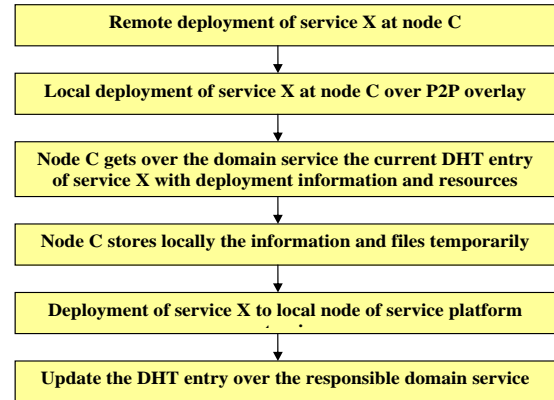 Remote deployment of service X at node C
Local deployment of service X at node C over P2P overlay
Node C gets over the domain service the current DHT entry
of service X with deployment information and resources
Node C stores locally the information and files temporarily
Deployment of service X to local node of service platform
Update the DHT entry over the responsible domain service